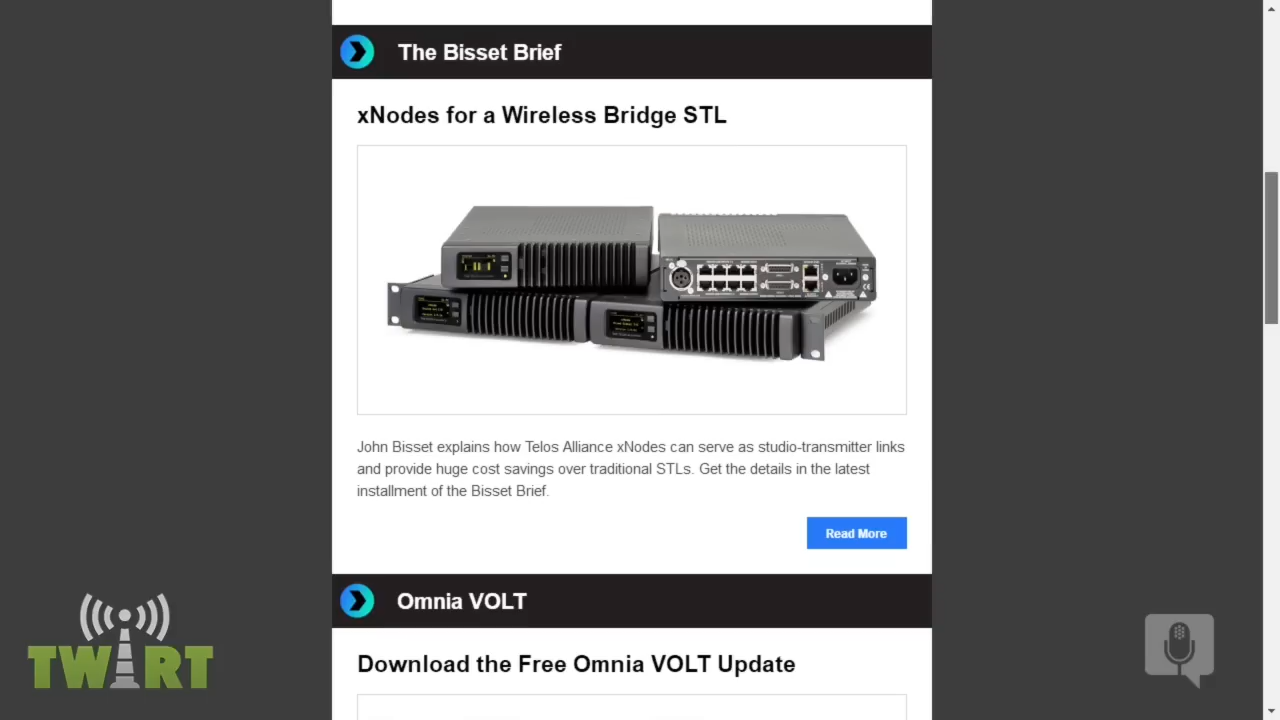 The Bisset Brief
xNodes for a Wireless Bridge STL
John Bisset explains how Telos Alliance xNodes can serve as studio-transmitter links
and provide huge cost savings over traditional STLs. Get the details in the latest
installment of the Bisset Brief.
Read More
Omnia VOLT
TWiRT
Download the Free Omnia VOLT Update